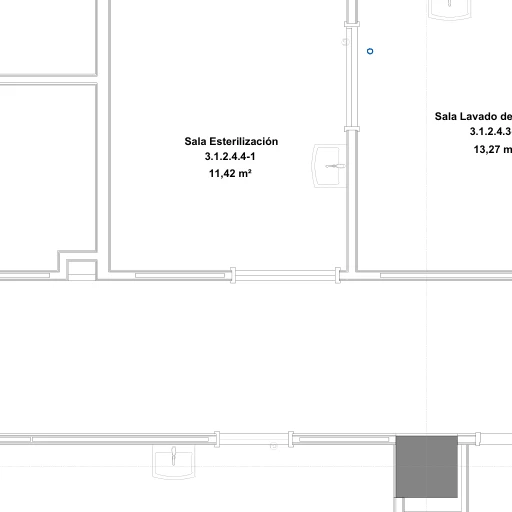 Sala Esterilización
3.1.2.4.4-1
11,42 m²
Sala Lavado de
3.1.2.4.3
13,27 m